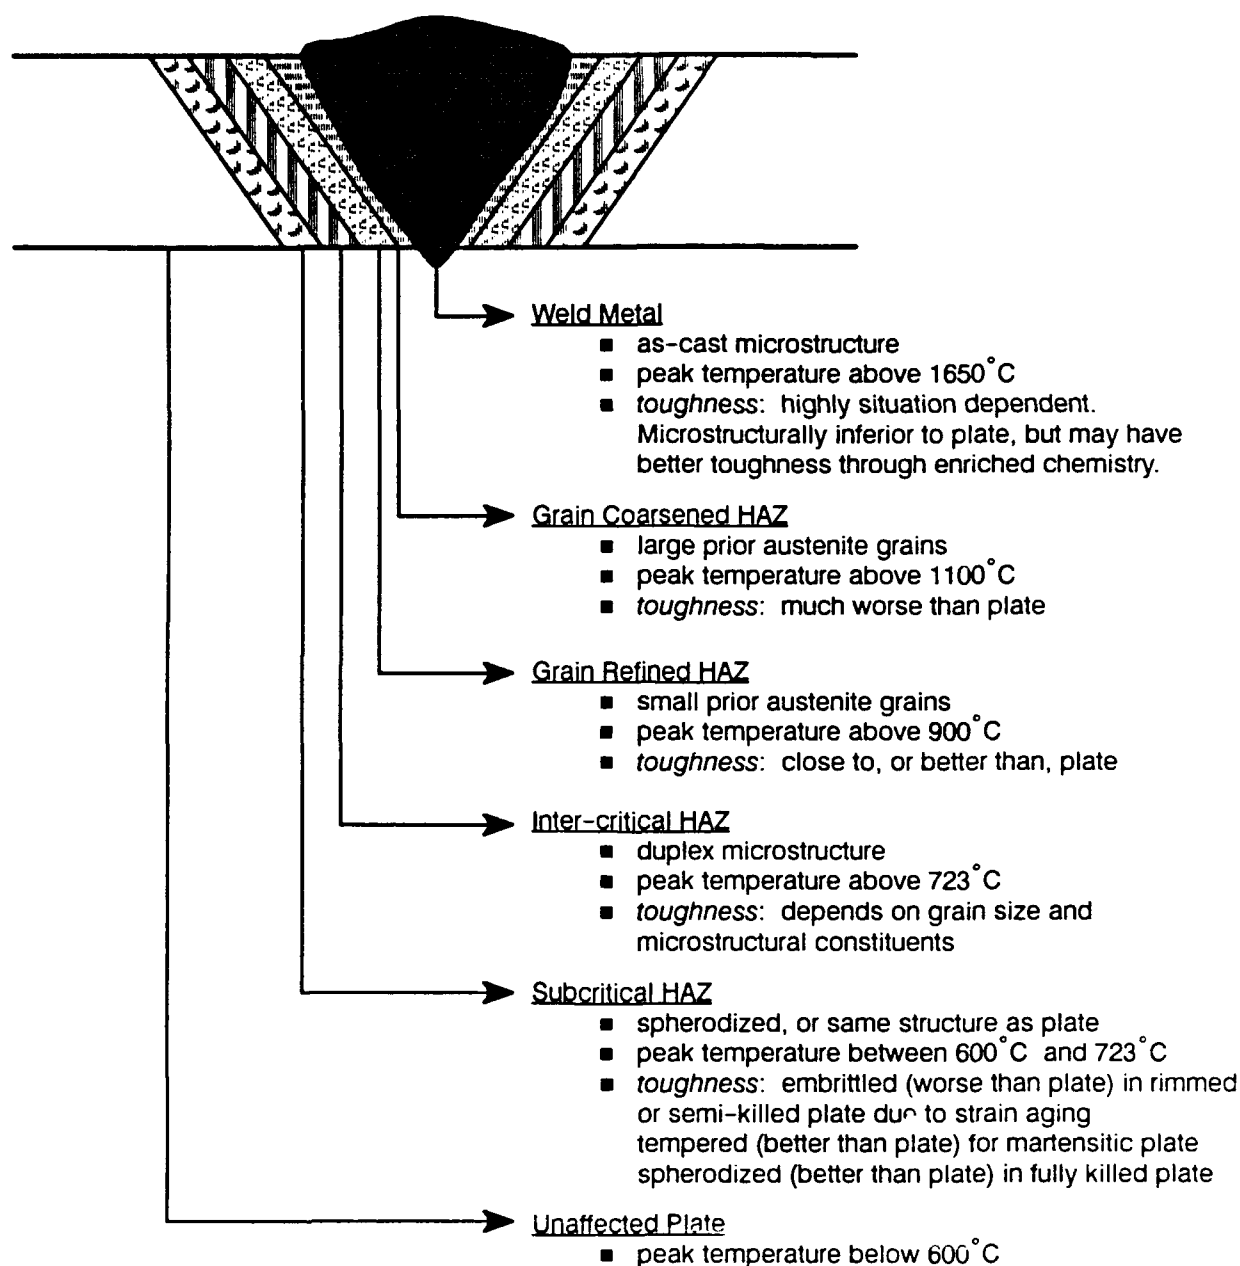 Weld Metal
■ as-cast microstructure
■ peak temperature above 1650°C
■ toughness: highly situation dependent.
Microstructurally inferior to plate, but may have
better toughness through enriched chemistry.
Grain Coarsened HAZ
■ large prior austenite grains
■ peak temperature above 1100°C
■ toughness: much worse than plate
Grain Refined HAZ
■ small prior austenite grains
■ peak temperature above 900°C
■ toughness: close to, or better than, plate
Inter-critical HAZ
■ duplex microstructure
■ peak temperature above 723°C
■ toughness: depends on grain size and
microstructural constituents
Subcritical HAZ
■ spherodized, or same structure as plate
■ peak temperature between 600°C and 723°C
■ toughness: embrittled (worse than plate) in rimmed
or semi-killed plate due to strain aging
tempered (better than plate) for martensitic plate
spherodized (better than plate) in fully killed plate
Unaffected Plate
■ peak temperature below 600°C